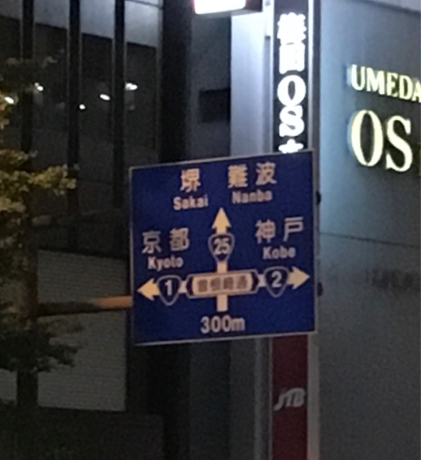 梅田OS
UMEDA
OS
堺 難波
Sakai Namba
京都 神戸
Kyoto Kobe
25
1 曽根崎通 2
300m
JTB